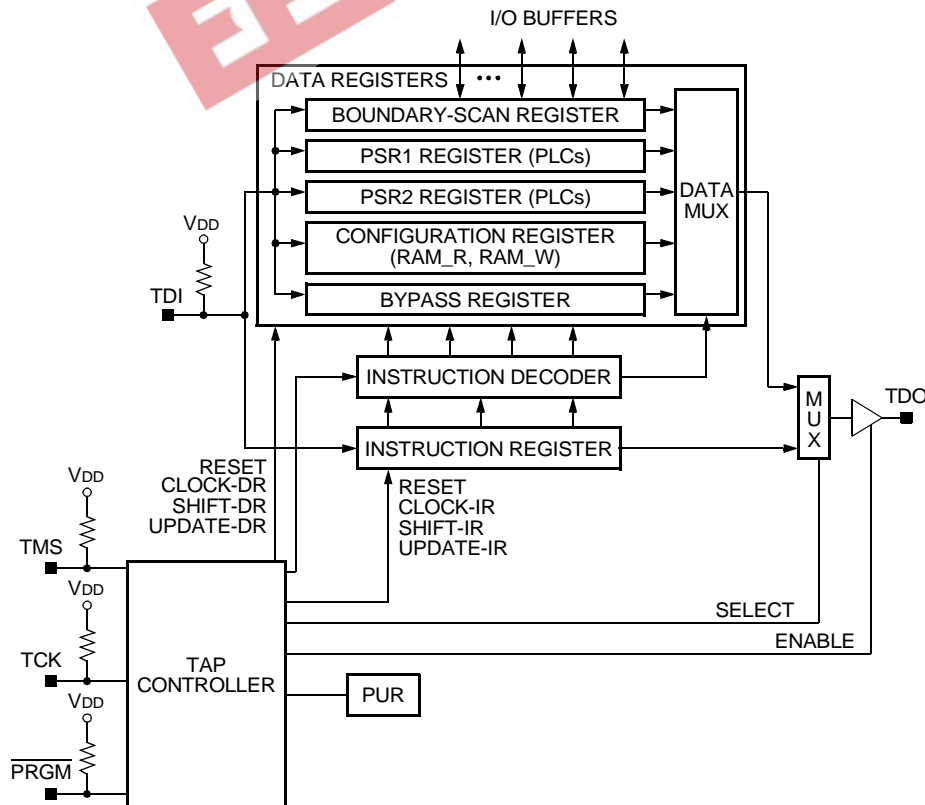 I/O BUFFERS
DATA REGISTERS
BOUNDARY-SCAN REGISTER
PSR1 REGISTER (PLCs)
PSR2 REGISTER (PLCs)
CONFIGURATION REGISTER
(RAM_R, RAM_W)
BYPASS REGISTER
DATA
MUX
VDD
TDI
INSTRUCTION DECODER
INSTRUCTION REGISTER
MUX
TDO
RESET
CLOCK-DR
SHIFT-DR
UPDATE-DR
RESET
CLOCK-IR
SHIFT-IR
UPDATE-IR
VDD
TMS
VDD
TCK
VDD
PRGM
TAP
CONTROLLER
PUR
SELECT
ENABLE